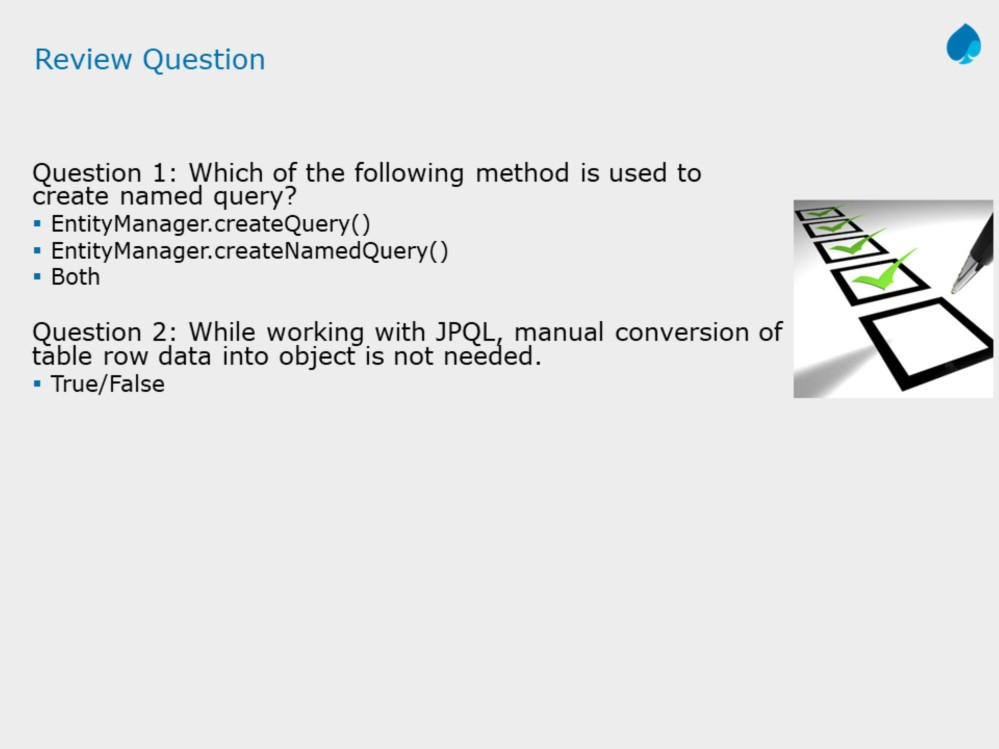 Review Question
Question 1: Which of the following method is used to
create named query?
▪ EntityManager.createQuery()
▪ EntityManager.createNamedQuery()
▪ Both
Question 2: While working with JPQL, manual conversion of
table row data into object is not needed.
▪ True/False